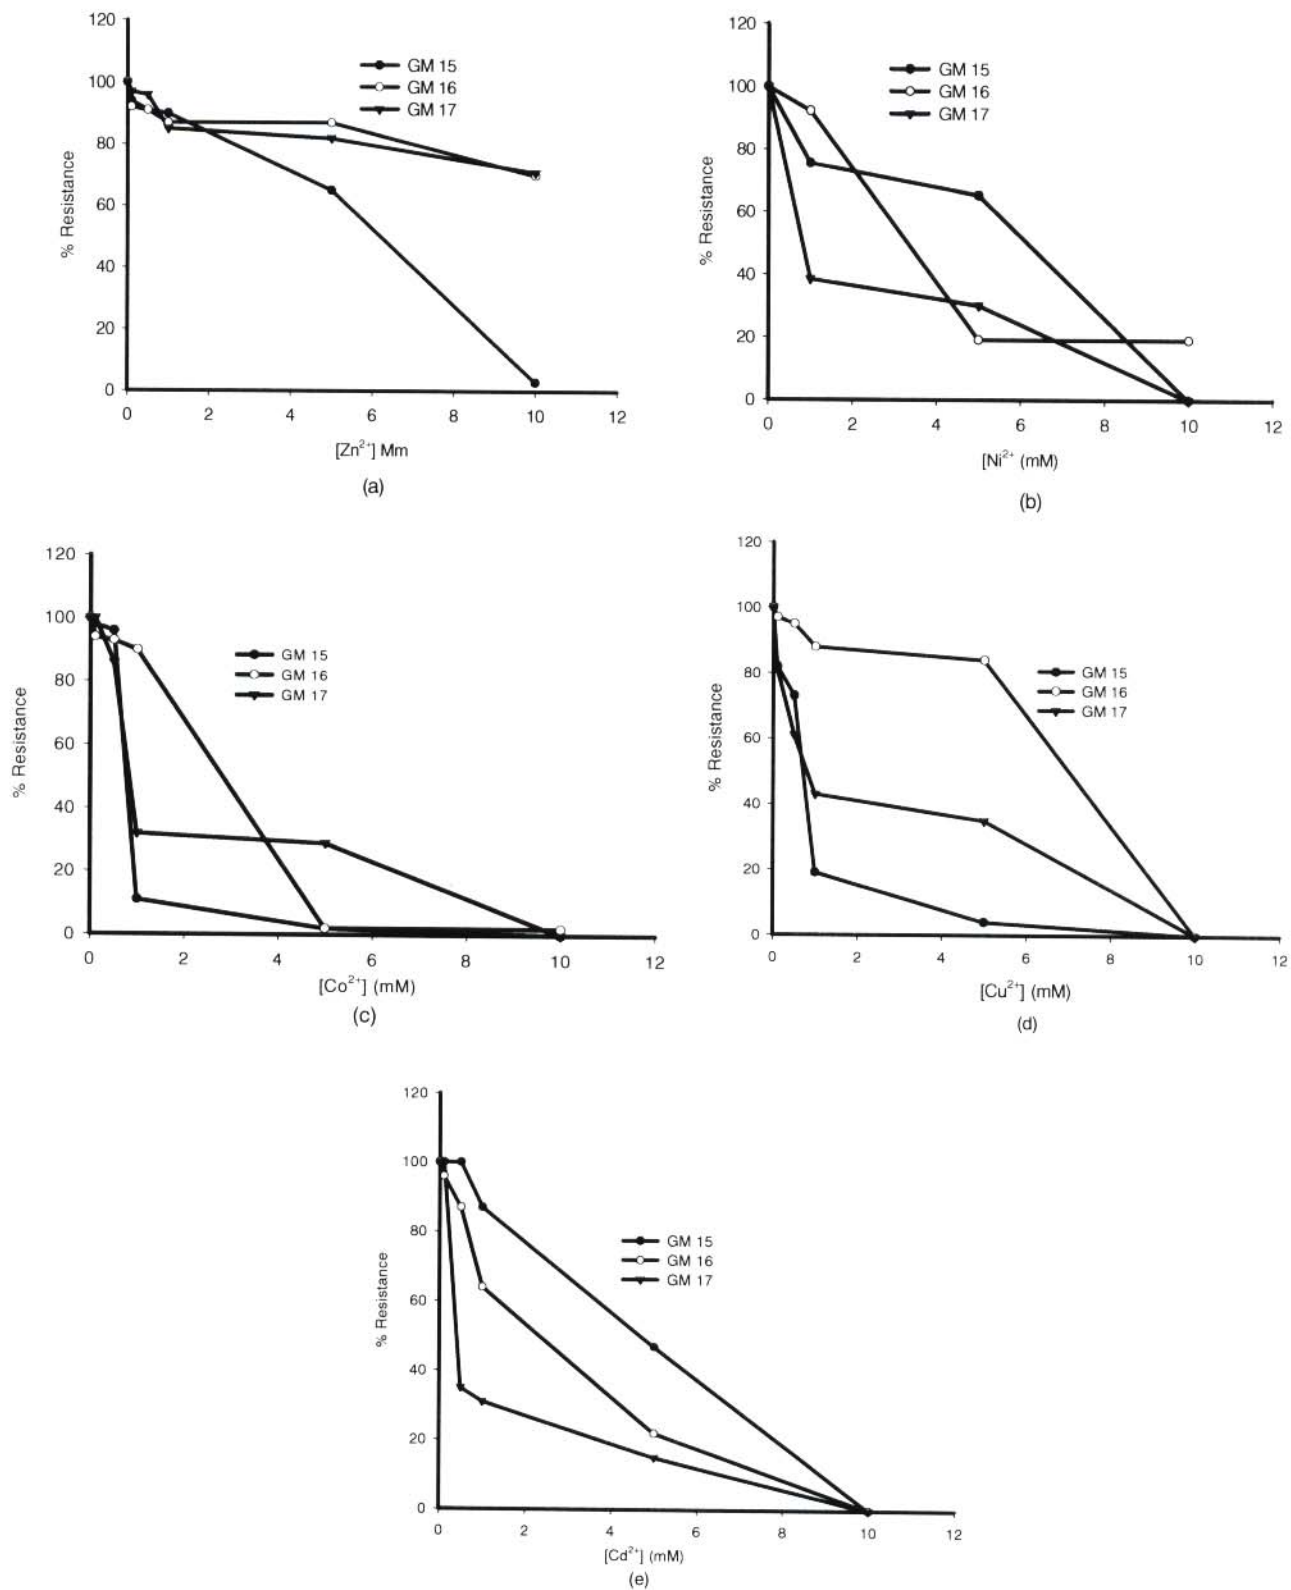 120
100
80
60
40
20
0
% Resistance
GM 15
GM 16
GM 17
0 2 4 6 8 10 12
[Zn²⁺] Mm
(a)
120
100
80
60
40
20
0
% Resistance
GM 15
GM 16
GM 17
0 2 4 6 8 10 12
[Ni²⁺ (mM)
(b)
120
100
80
60
40
20
0
% Resistance
GM 15
GM 16
GM 17
0 2 4 6 8 10 12
[Co²⁺] (mM)
(c)
120
100
80
60
40
20
0
% Resistance
GM 15
GM 16
GM 17
0 2 4 6 8 10 12
[Cu²⁺] (mM)
(d)
120
100
80
60
40
20
0
% Resistance
GM 15
GM 16
GM 17
0 2 4 6 8 10 12
[Cd²⁺] (mM)
(e)